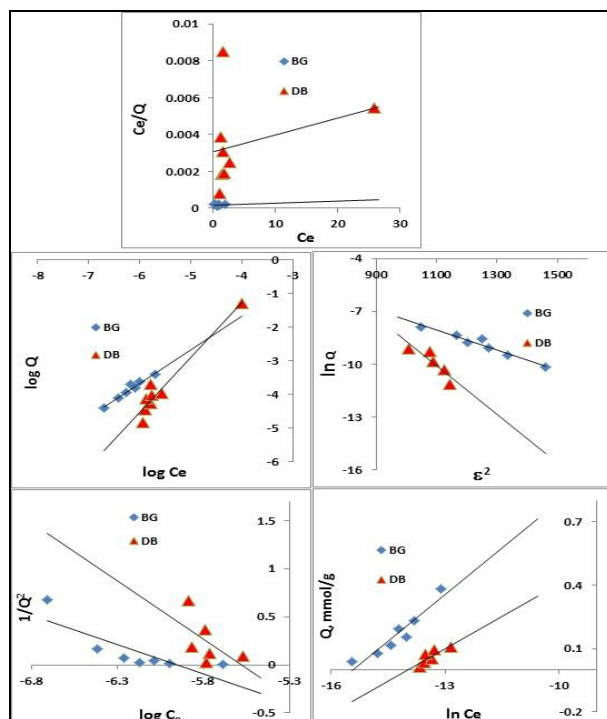 0.01
0.008
0.006
0.004
0.002
0
Ce/Q
BG
DB
0 10 20 30
Ce
-8 -7 -6 -5 -4 -3
0
-1
-2
-3
-4
-5
-6
log Q
BG
DB
log Ce
900 1100 1300 1500
-4
-7
-10
-13
-16
ln Q
BG
DB
ε²
1.5
1
0.5
0
-0.5
1/Q²
BG
DB
-6.8 -6.3 -5.8 -5.3
log Ce
0.7
0.4
0.1
-0.2
Q, mmol/g
BG
DB
-16 -14 -12 -10
ln Ce